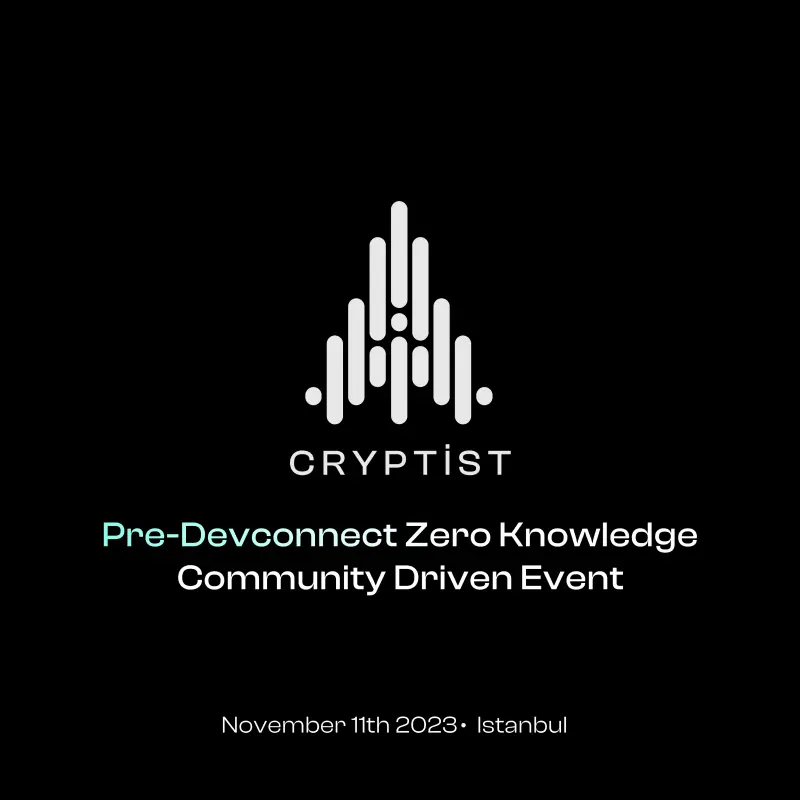 CRYPTİST
Pre-Devconnect Zero Knowledge
Community Driven Event
November 11th 2023 • Istanbul